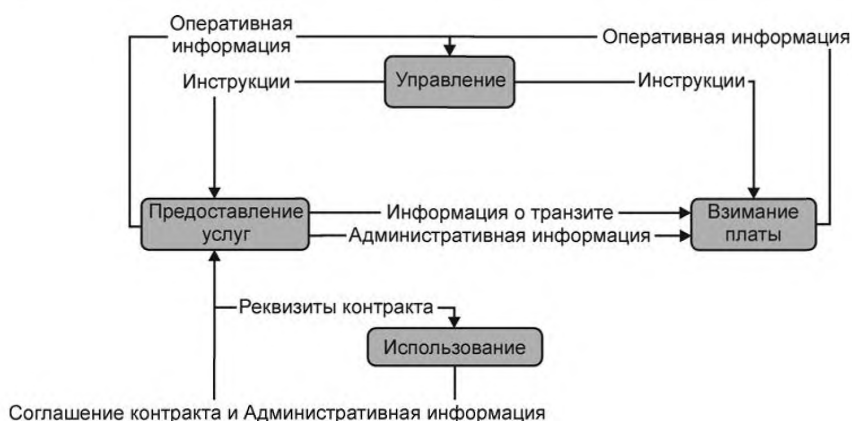 Оперативная
информация
Оперативная информация
Управление
Инструкции
Инструкции
Предоставление
услуг
Информация о транзите
Административная информация
Взимание
платы
Реквизиты контракта
Использование
Соглашение контракта и Административная информация